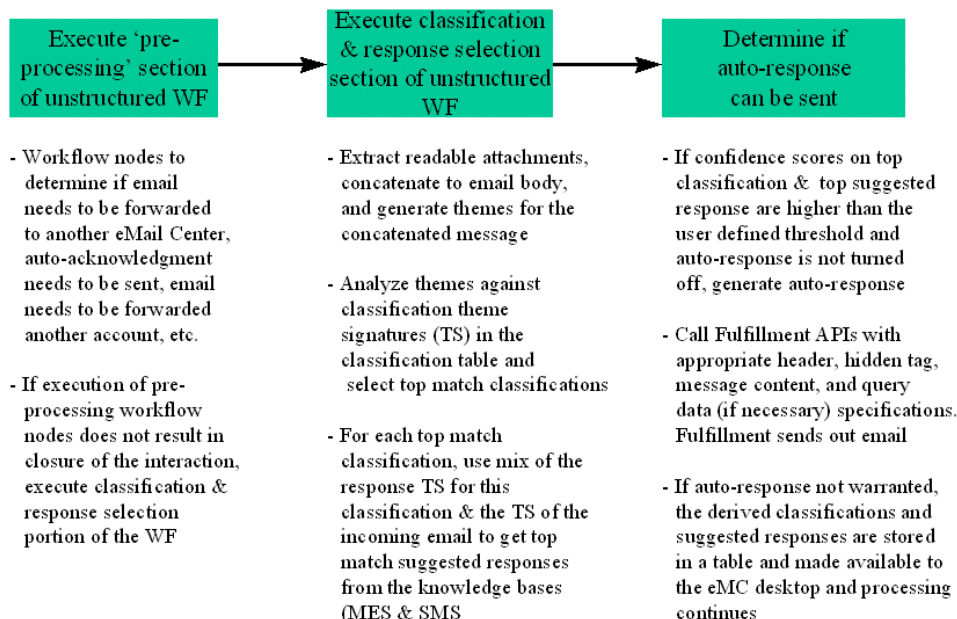 Execute ‘pre-
processing’ section
of unstructured WF
Execute classification
& response selection
section of unstructured
WF
Determine if
auto-response
can be sent
- Workflow nodes to
determine if email
needs to be forwarded
to another eMail Center,
auto-acknowledgment
needs to be sent, email
needs to be forwarded
another account, etc.
- If execution of pre-
processing workflow
nodes does not result in
closure of the interaction,
execute classification &
response selection
portion of the WF
- Extract readable attachments,
concatenate to email body,
and generate themes for the
concatenated message
- Analyze themes against
classification theme
signatures (TS) in the
classification table and
select top match classifications
- For each top match
classification, use mix of the
response TS for this
classification & the TS of the
incoming email to get top
match suggested responses
from the knowledge bases
(MES & SMS
- If confidence scores on top
classification & top suggested
response are higher than the
user defined threshold and
auto-response is not turned
off, generate auto-response
- Call Fulfillment APIs with
appropriate header, hidden tag,
message content, and query
data (if necessary) specifications.
Fulfillment sends out email
- If auto-response not warranted,
the derived classifications and
suggested responses are stored
in a table and made available to
the eMC desktop and processing
continues